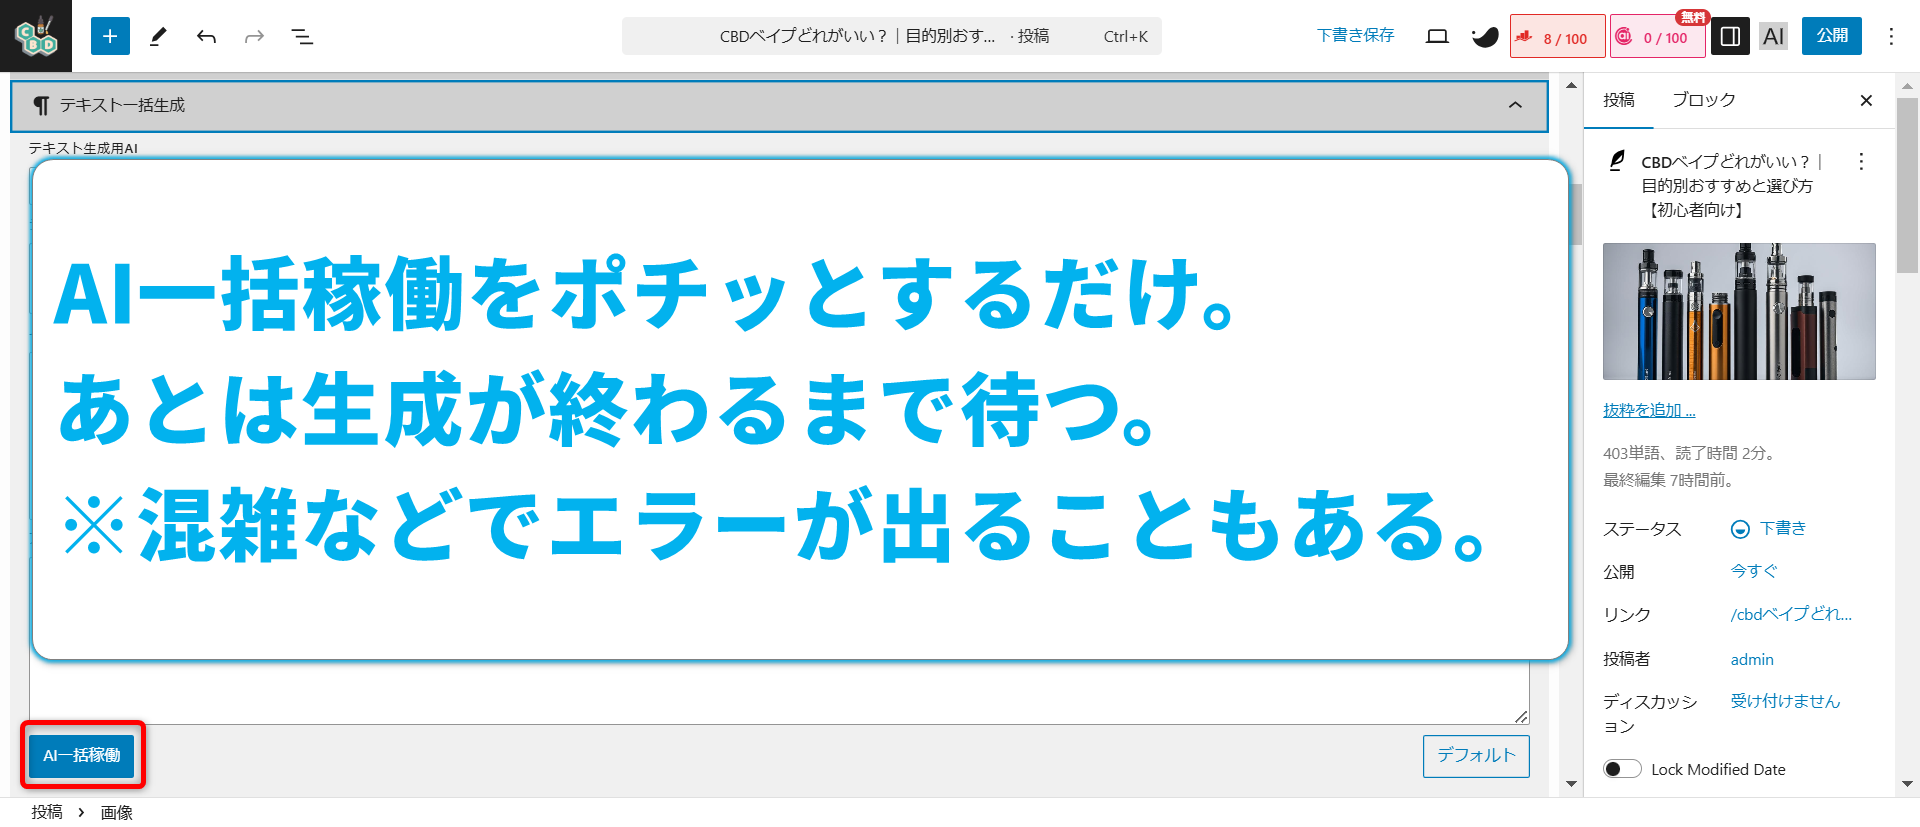 CBD
CBDベイプどれがいい？｜目的別おす... · 投稿 Ctrl+K
下書き保存
8 / 100
無料
0 / 100
AI
公開
テキスト一括生成
テキスト生成用AI
AI一括稼働をポチッとするだけ。
あとは生成が終わるまで待つ。
※混雑などでエラーが出ることもある。
AI一括稼働
デフォルト
投稿 › 画像
投稿 ブロック
CBDベイプどれがいい？｜
目的別おすすめと選び方
【初心者向け】
抜粋を追加 ...
403単語、読了時間 2分。
最終編集 7時間前。
ステータス 下書き
公開 今すぐ
リンク /cbdベイプどれ...
投稿者 admin
ディスカッシ
ョン 受け付けません
Lock Modified Date